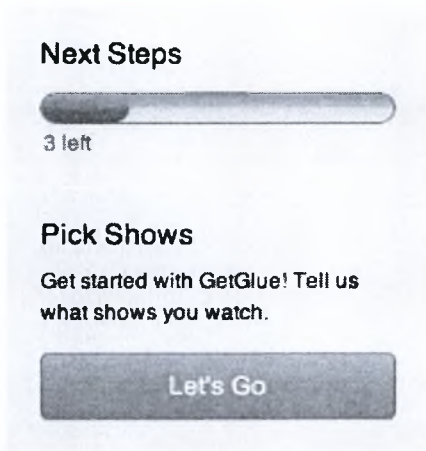 Next Steps
3 left
Pick Shows
Get started with GetGlue! Tell us
what shows you watch.
Let's Go